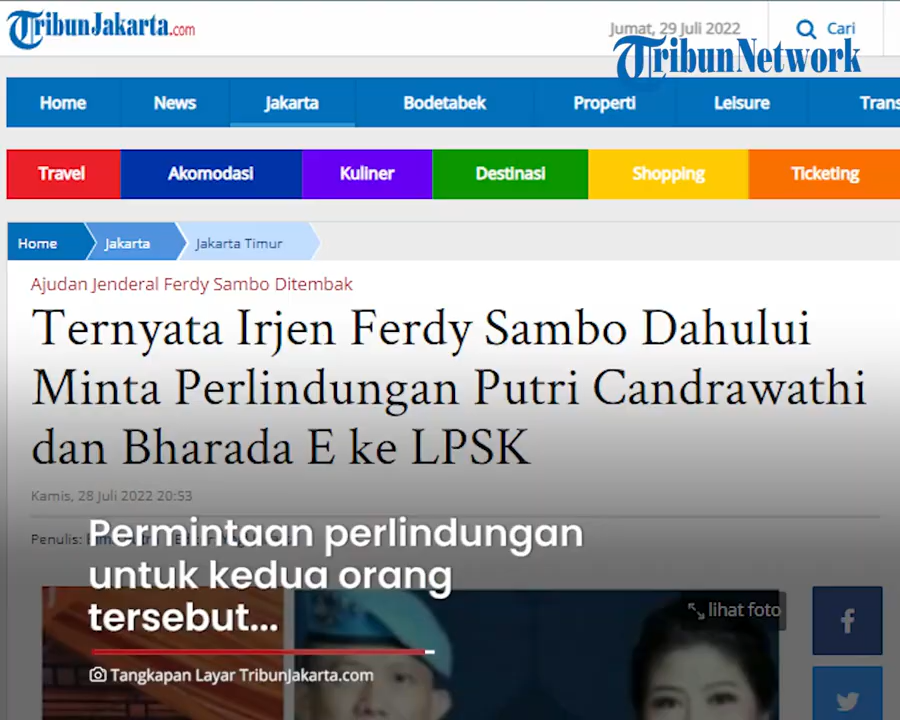 TribunJakarta.com
Jumat, 29 Juli 2022
Cari
TribunNetwork
Home News Jakarta Bodetabek Properti Leisure Trans
Travel Akomodasi Kuliner Destinasi Shopping Ticketing
Home Jakarta Jakarta Timur
Ajudan Jenderal Ferdy Sambo Ditembak
Ternyata Irjen Ferdy Sambo Dahului
Minta Perlindungan Putri Candrawathi
dan Bharada E ke LPSK
Kamis, 28 Juli 2022 20:53
Penulis:
Permintaan perlindungan
untuk kedua orang
tersebut...
lihat foto
Tangkapan Layar TribunJakarta.com